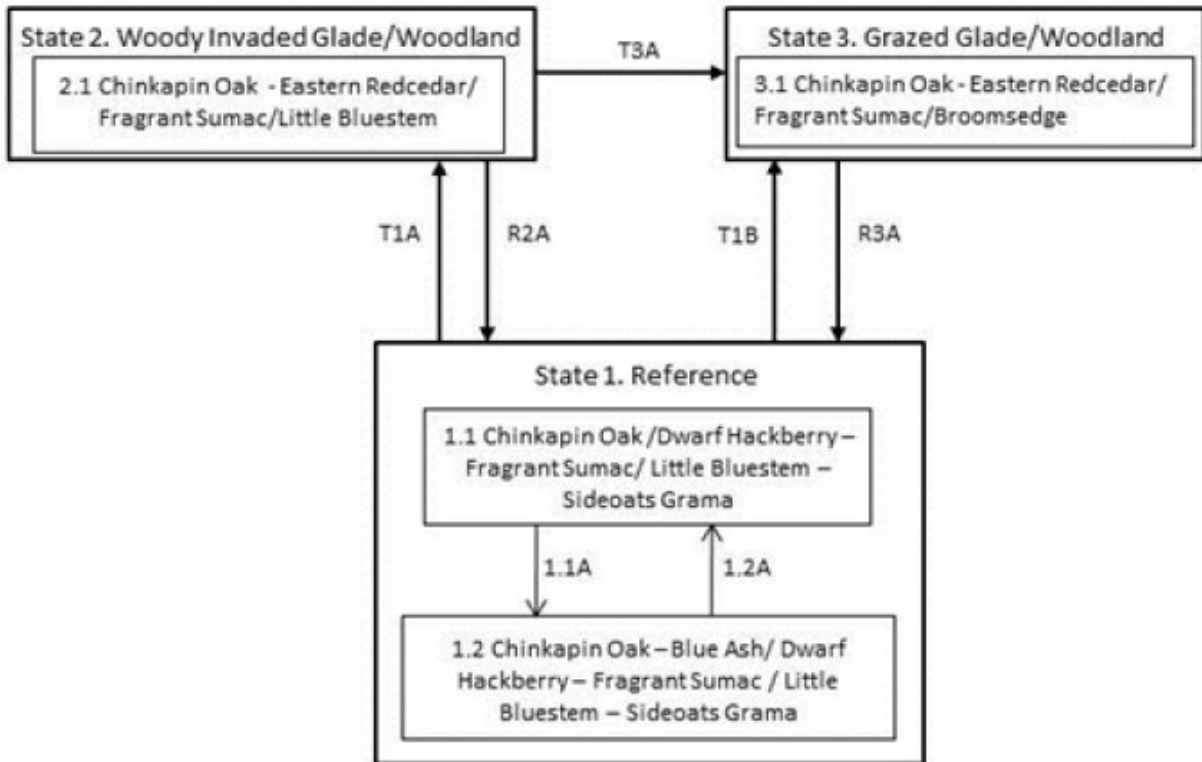 State 2. Woody Invaded Glade/Woodland
2.1 Chinkapin Oak - Eastern Redcedar/
Fragrant Sumac/Little Bluestem
T3A
State 3. Grazed Glade/Woodland
3.1 Chinkapin Oak - Eastern Redcedar/
Fragrant Sumac/Broomsedge
T1A
R2A
T1B
R3A
State 1. Reference
1.1 Chinkapin Oak /Dwarf Hackberry –
Fragrant Sumac/ Little Bluestem –
Sideoats Grama
1.1A
1.2A
1.2 Chinkapin Oak – Blue Ash/ Dwarf
Hackberry – Fragrant Sumac / Little
Bluestem – Sideoats Grama